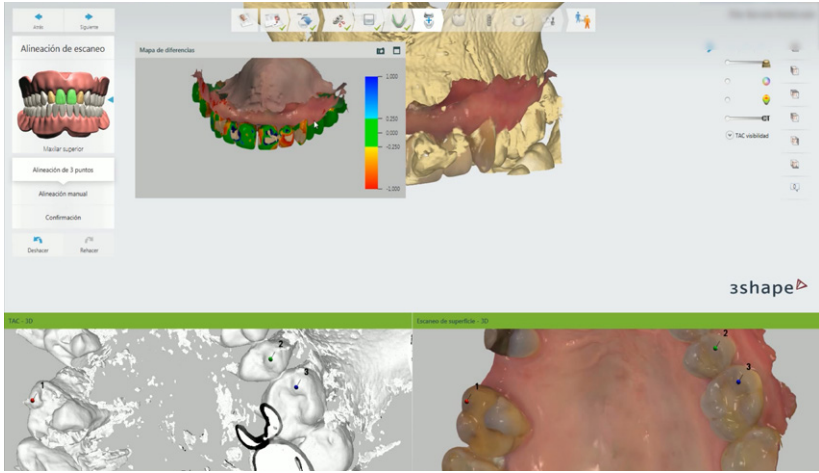 Atrás
Siguiente
Alineación de escaneo
Maxilar superior
Alineación de 3 puntos
Alineación manual
Confirmación
Deshacer
Rehacer
Mapa de diferencias
1.000
0.250
0.050
-0.250
-1.000
TAC visibilidad
3shape
TAC - 3D
1
2
3
Escaneo de superficie - 3D
1
2
3